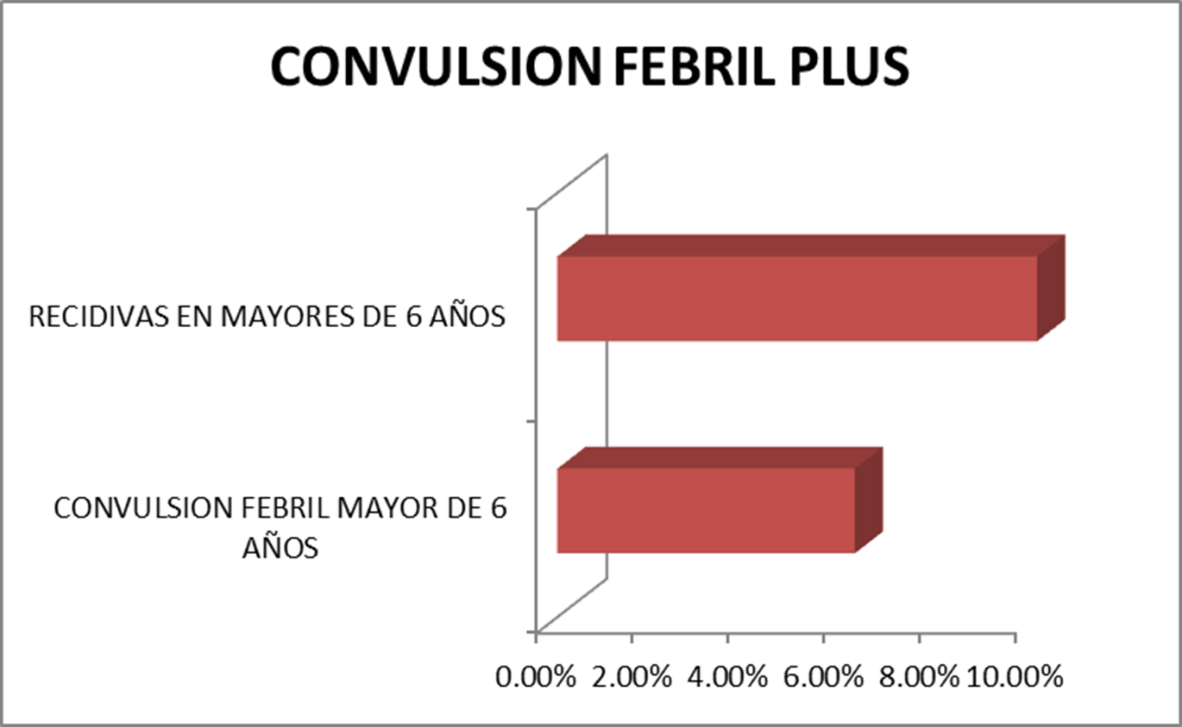 CONVULSION FEBRIL PLUS
RECIDIVAS EN MAYORES DE 6 AÑOS
CONVULSION FEBRIL MAYOR DE 6
AÑOS
0.00% 2.00% 4.00% 6.00% 8.00% 10.00%